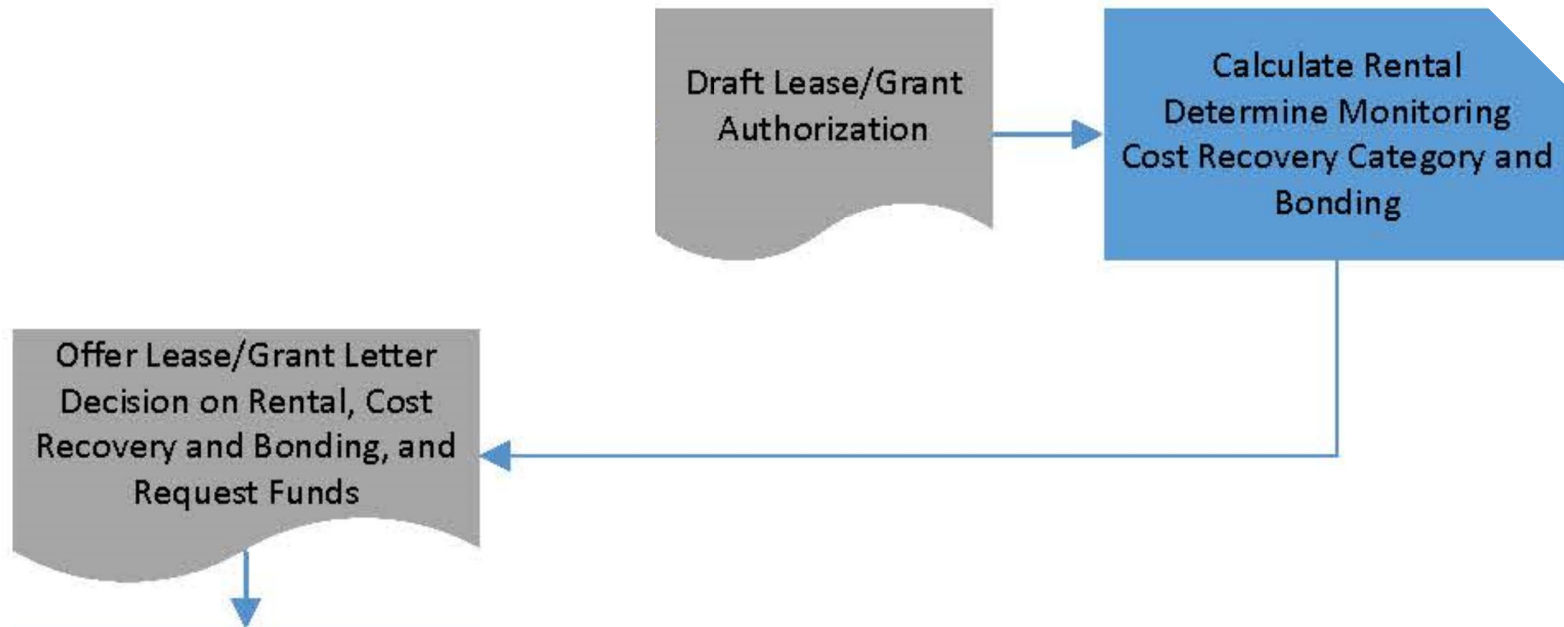 Draft Lease/Grant
Authorization
Calculate Rental
Determine Monitoring
Cost Recovery Category and
Bonding
Offer Lease/Grant Letter
Decision on Rental, Cost
Recovery and Bonding, and
Request Funds